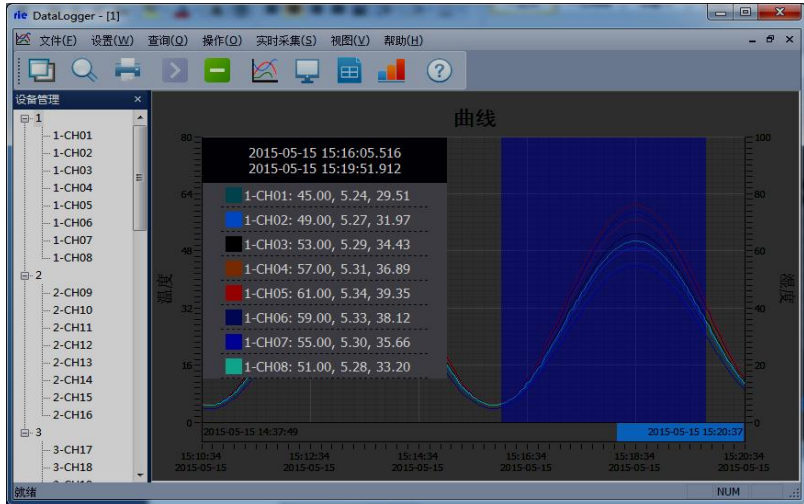 rie DataLogger - [1]
文件(F) 设置(W) 查询(Q) 操作(O) 实时采集(S) 视图(V) 帮助(H)
设备管理
1
1-CH01
1-CH02
1-CH03
1-CH04
1-CH05
1-CH06
1-CH07
1-CH08
2
2-CH09
2-CH10
2-CH11
2-CH12
2-CH13
2-CH14
2-CH15
2-CH16
3
3-CH17
3-CH18
曲线
80
64
48
32
16
0
温度
2015-05-15 15:16:05.516
2015-05-15 15:19:51.912
1-CH01: 45.00, 5.24, 29.51
1-CH02: 49.00, 5.27, 31.97
1-CH03: 53.00, 5.29, 34.43
1-CH04: 57.00, 5.31, 36.89
1-CH05: 61.00, 5.34, 39.35
1-CH06: 59.00, 5.33, 38.12
1-CH07: 55.00, 5.30, 35.66
1-CH08: 51.00, 5.28, 33.20
100
80
60
40
20
0
湿度
2015-05-15 14:37:49
2015-05-15 15:20:37
15:10:34 15:12:34 15:14:34 15:16:34 15:18:34 15:20:34
2015-05-15 2015-05-15 2015-05-15 2015-05-15 2015-05-15 2015-05-15
就绪
NUM